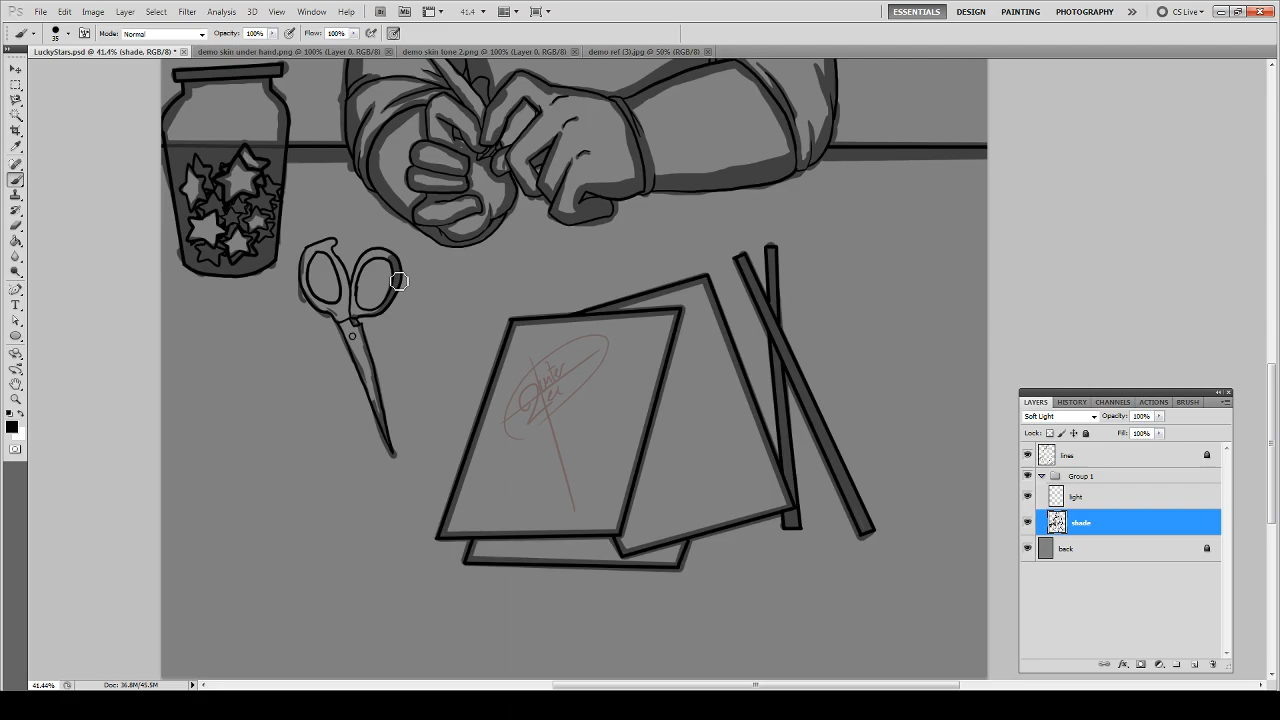 Ps File Edit Image Layer Select Filter Analysis 3D View Window Help Br Mb 41.4 ESSENTIALS DESIGN PAINTING PHOTOGRAPHY CS Live
35 Mode: Normal Opacity: 100% Flow: 100%
LuckyStars.psd @ 41.4% (shade, RGB/8) * demo skin under hand.png @ 100% (Layer 0, RGB/8) demo skin tone 2.png @ 100% (Layer 0, RGB/8) demo ref (3).jpg @ 50% (RGB/8)
LAYERS HISTORY CHANNELS ACTIONS BRUSH
Soft Light Opacity: 100%
Lock: Fill: 100%
lines
Group 1
light
shade
back
fx
41.44% Doc: 36.8M/45.5M